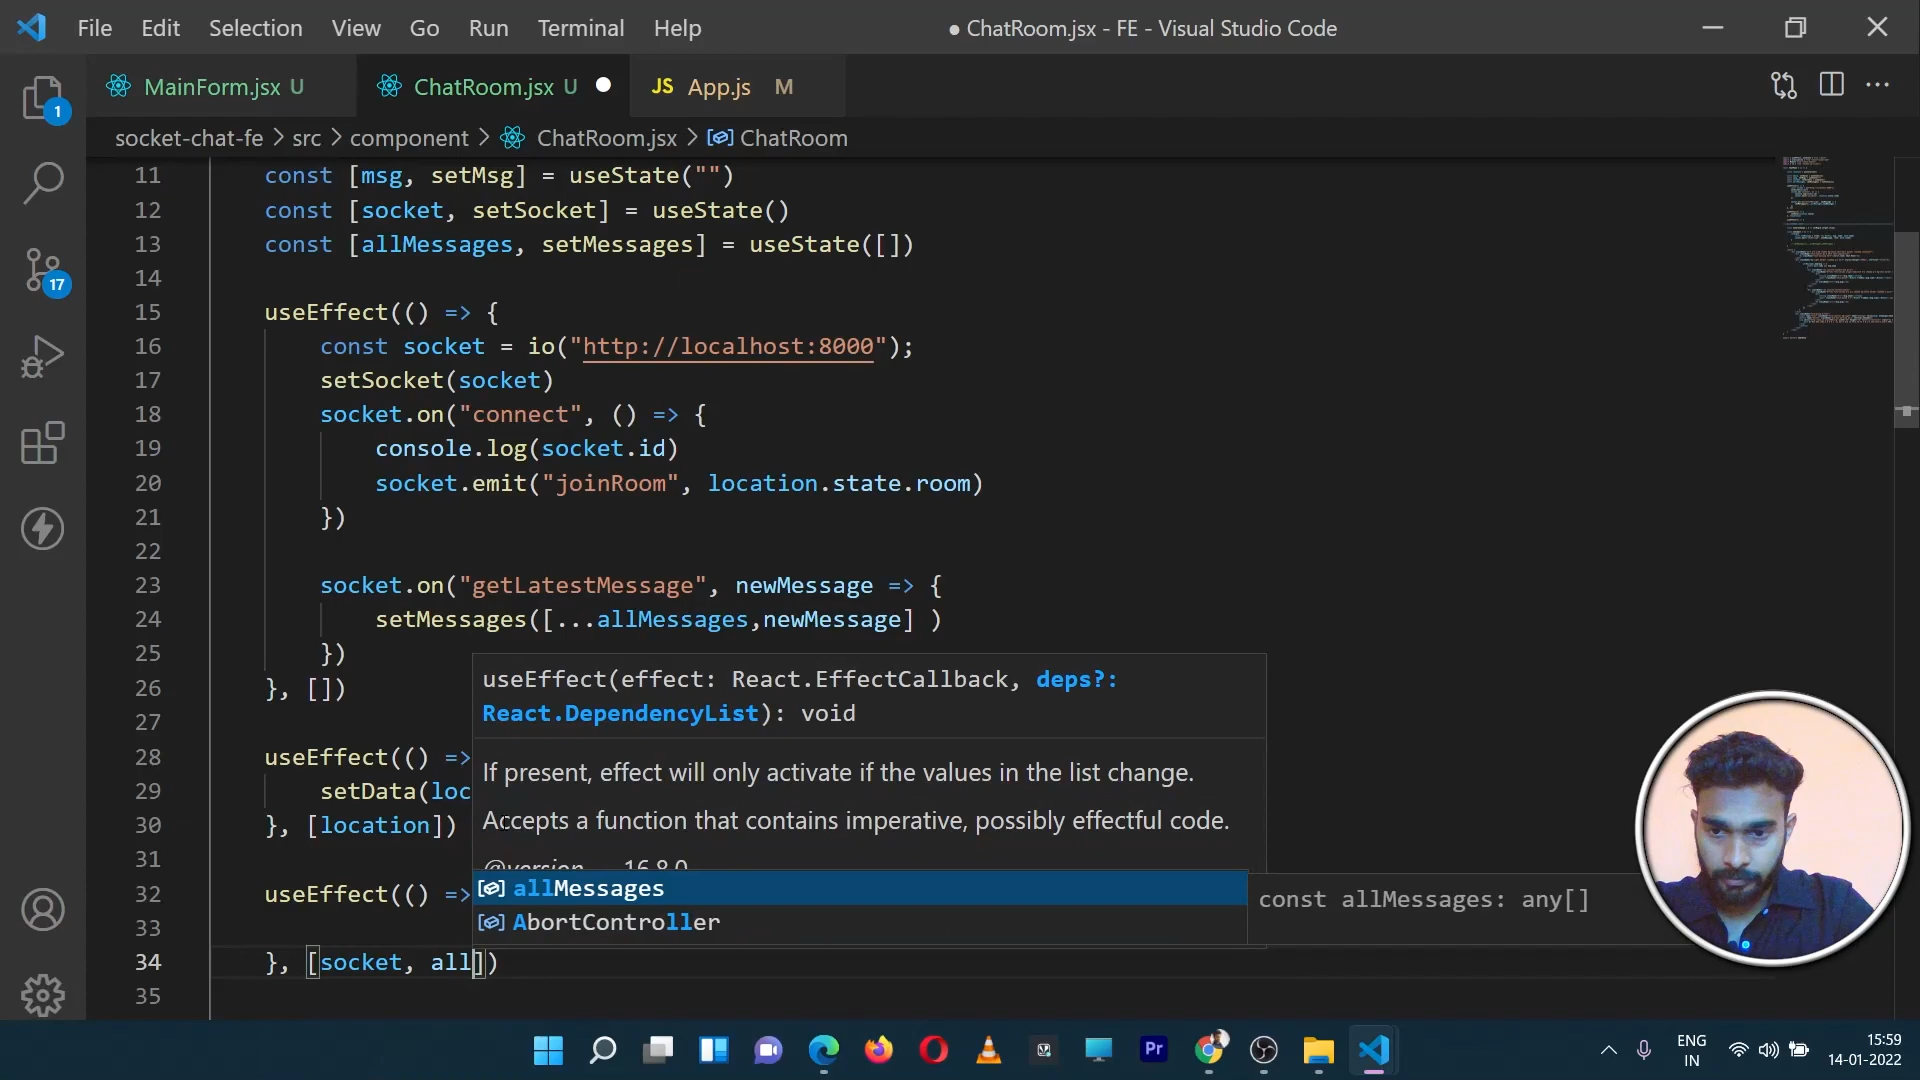 File Edit Selection View Go Run Terminal Help ● ChatRoom.jsx - FE - Visual Studio Code
MainForm.jsx U ChatRoom.jsx U JS App.js M
socket-chat-fe > src > component > ChatRoom.jsx > ChatRoom
1
17
11 const [msg, setMsg] = useState("")
12 const [socket, setSocket] = useState()
13 const [allMessages, setMessages] = useState([])
14
15 useEffect(() => {
16 const socket = io("http://localhost:8000");
17 setSocket(socket)
18 socket.on("connect", () => {
19 console.log(socket.id)
20 socket.emit("joinRoom", location.state.room)
21 })
22
23 socket.on("getLatestMessage", newMessage => {
24 setMessages([...allMessages,newMessage] )
25 })
26 }, [])
27
28 useEffect(() =>
29 setData(loc
30 }, [location])
31
32 useEffect(() =>
33
34 }, [socket, all])
35
useEffect(effect: React.EffectCallback, deps?:
React.DependencyList): void
If present, effect will only activate if the values in the list change.
Accepts a function that contains imperative, possibly effectful code.
@version — 16.8.0
allMessages
AbortController
const allMessages: any[]
Pr
ENG
IN
15:59
14-01-2022